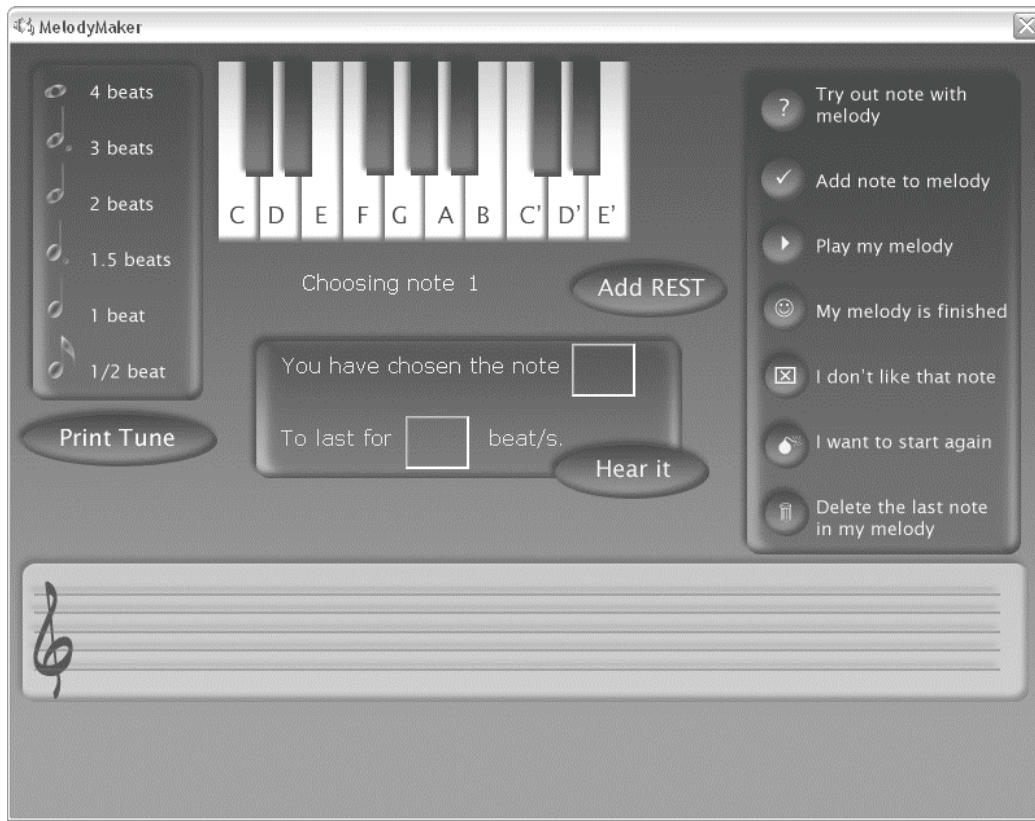 MelodyMaker
4 beats
3 beats
2 beats
1.5 beats
1 beat
1/2 beat
Print Tune
C D E F G A B C' D' E'
Choosing note 1
Add REST
You have chosen the note
To last for beat/s.
Hear it
?
Try out note with
melody
Add note to melody
Play my melody
My melody is finished
I don't like that note
I want to start again
Delete the last note
in my melody